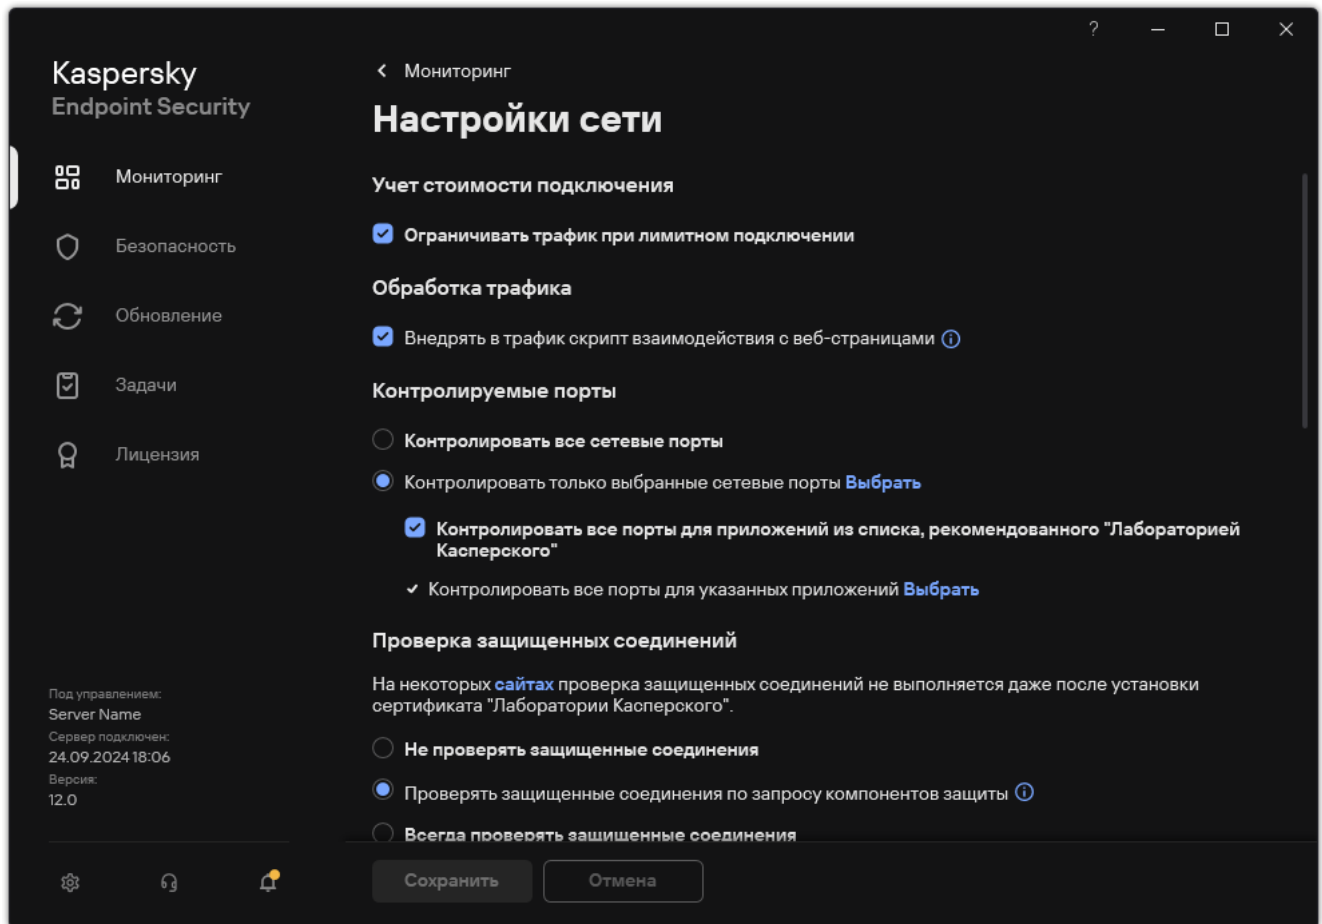 ?
Kaspersky
Endpoint Security
Мониторинг
Безопасность
Обновление
Задачи
Лицензия
Под управлением:
Server Name
Сервер подключен:
24.09.2024 18:06
Версия:
12.0
Мониторинг
Настройки сети
Учет стоимости подключения
Ограничивать трафик при лимитном подключении
Обработка трафика
Внедрять в трафик скрипт взаимодействия с веб-страницами
Контролируемые порты
Контролировать все сетевые порты
Контролировать только выбранные сетевые порты Выбрать
Контролировать все порты для приложений из списка, рекомендованного "Лабораторией
Касперского"
Контролировать все порты для указанных приложений Выбрать
Проверка защищенных соединений
На некоторых сайтах проверка защищенных соединений не выполняется даже после установки
сертификата "Лаборатории Касперского".
Не проверять защищенные соединения
Проверять защищенные соединения по запросу компонентов защиты
Всегда проверять защищенные соединения
Сохранить
Отмена